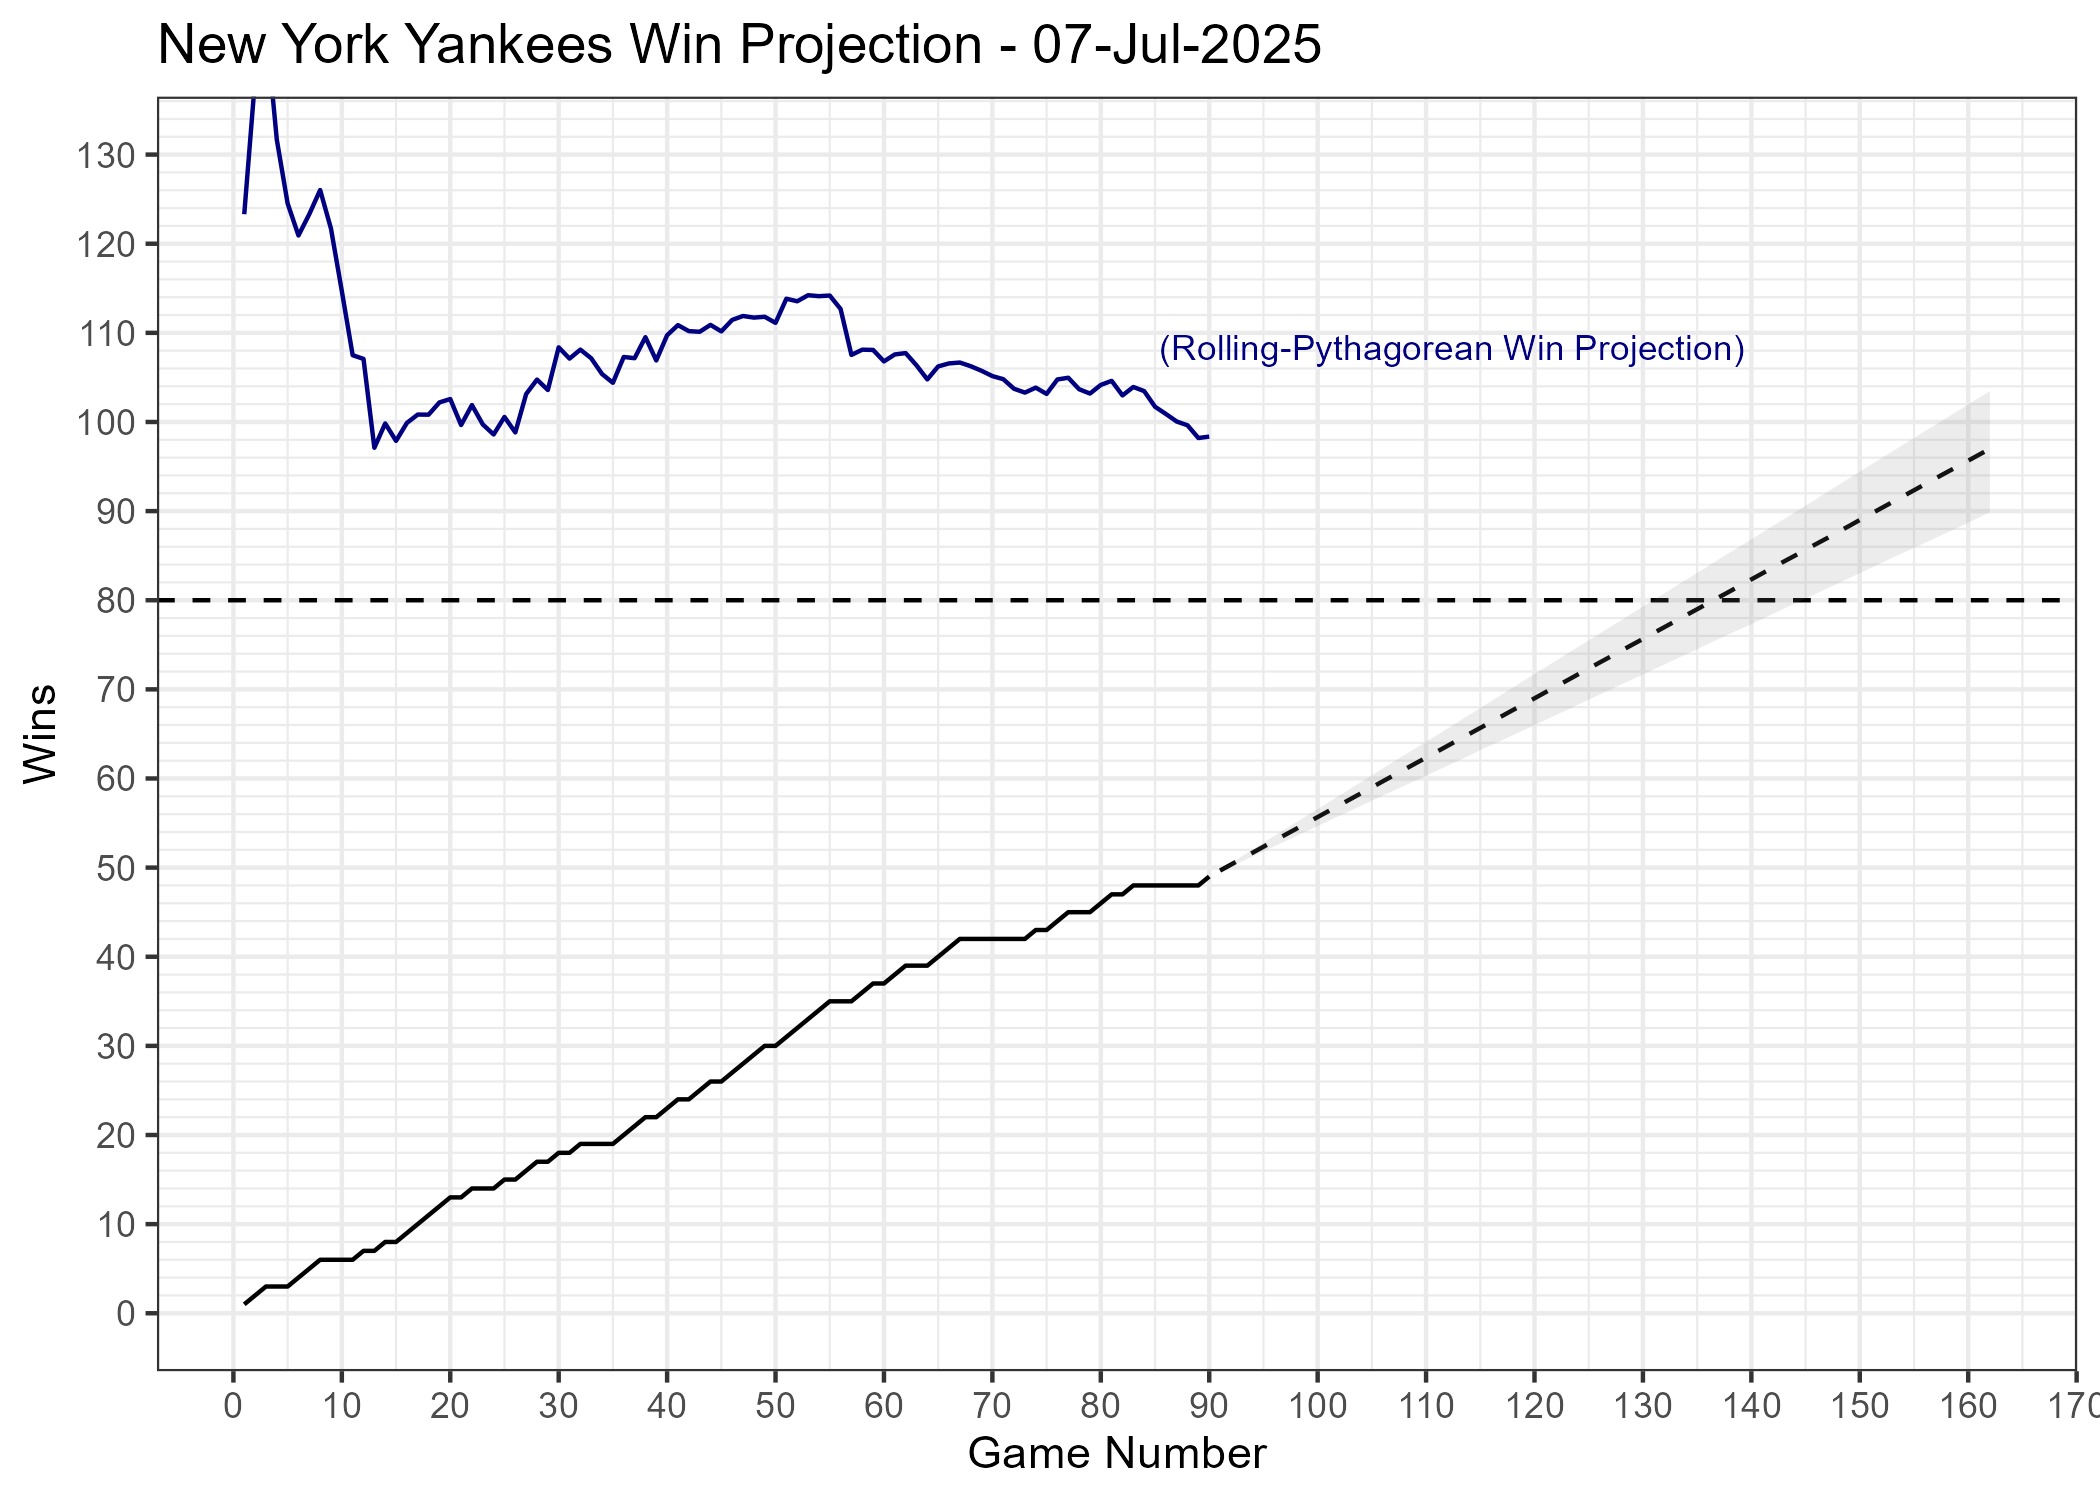 New York Yankees Win Projection - 07-Jul-2025
130
120
110
(Rolling-Pythagorean Win Projection)
100
90
80
70
60
50
40
30
20
10
0
Wins
0 10 20 30 40 50 60 70 80 90 100 110 120 130 140 150 160 170
Game Number